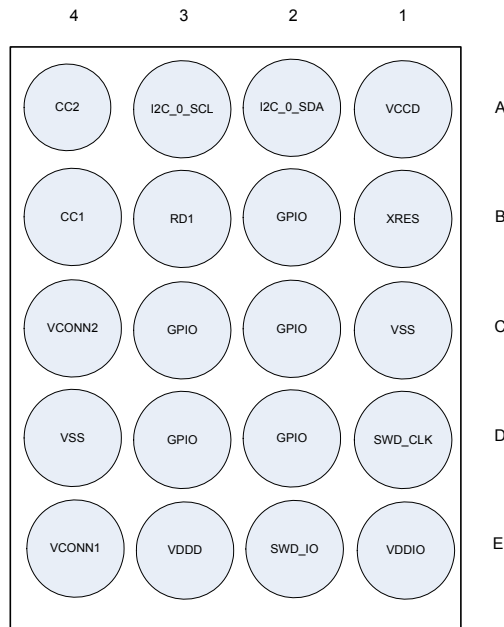 4 3 2 1
CC2 I2C_0_SCL I2C_0_SDA VCCD A
CC1 RD1 GPIO XRES B
VCONN2 GPIO GPIO VSS C
VSS GPIO GPIO SWD_CLK D
VCONN1 VDDD SWD_IO VDDIO E